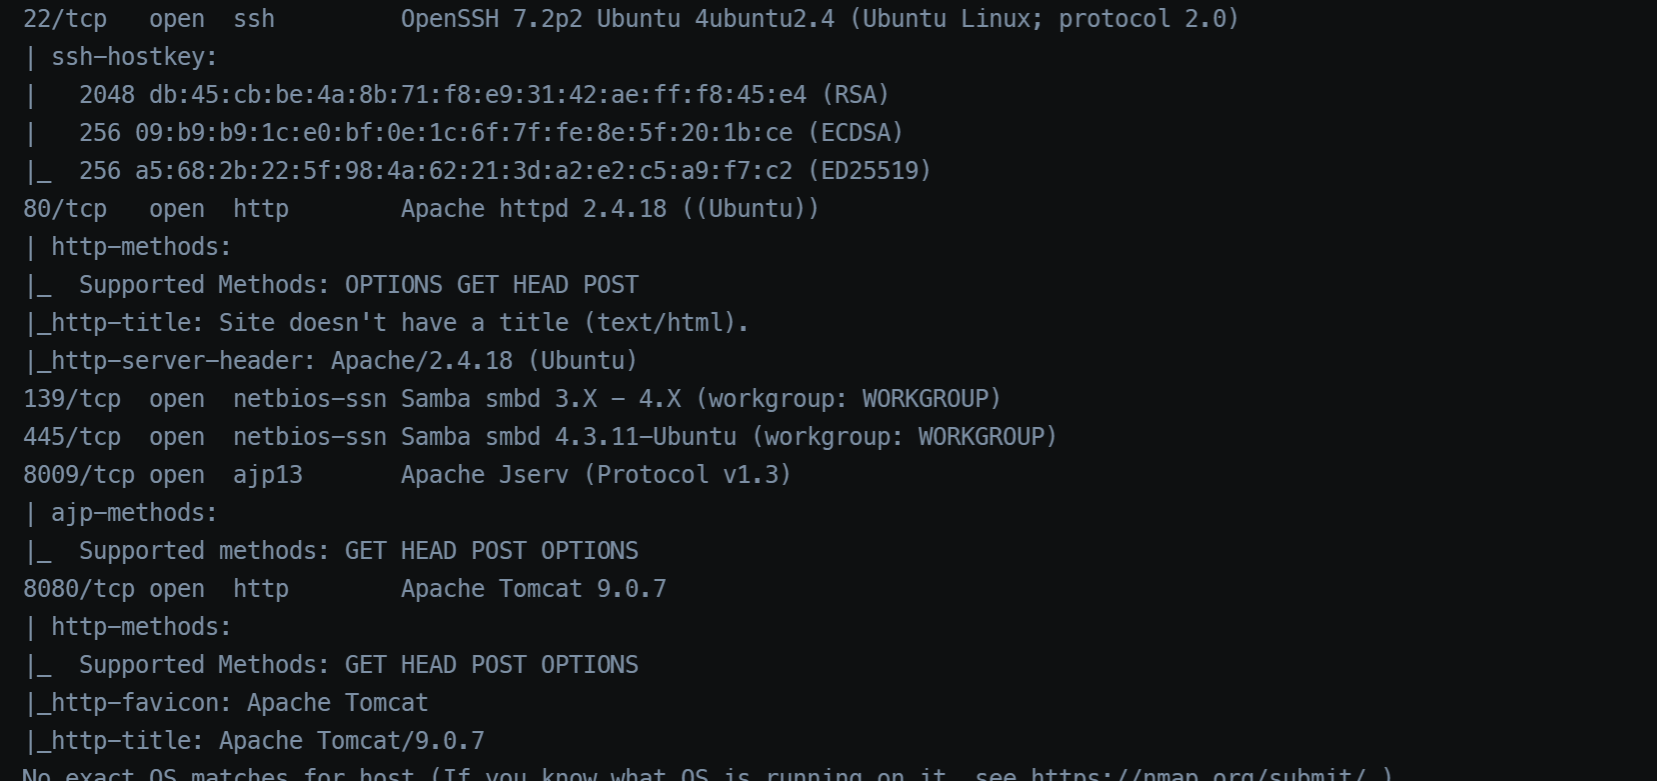 22/tcp   open  ssh         OpenSSH 7.2p2 Ubuntu 4ubuntu2.4 (Ubuntu Linux; protocol 2.0)
| ssh-hostkey:
|   2048 db:45:cb:be:4a:8b:71:f8:e9:31:42:ae:ff:f8:45:e4 (RSA)
|   256 09:b9:b9:1c:e0:bf:0e:1c:6f:7f:fe:8e:5f:20:1b:ce (ECDSA)
|_  256 a5:68:2b:22:5f:98:4a:62:21:3d:a2:e2:c5:a9:f7:c2 (ED25519)
80/tcp   open  http        Apache httpd 2.4.18 ((Ubuntu))
| http-methods:
|_  Supported Methods: OPTIONS GET HEAD POST
|_http-title: Site doesn't have a title (text/html).
|_http-server-header: Apache/2.4.18 (Ubuntu)
139/tcp  open  netbios-ssn Samba smbd 3.X - 4.X (workgroup: WORKGROUP)
445/tcp  open  netbios-ssn Samba smbd 4.3.11-Ubuntu (workgroup: WORKGROUP)
8009/tcp open  ajp13       Apache Jserv (Protocol v1.3)
| ajp-methods:
|_  Supported methods: GET HEAD POST OPTIONS
8080/tcp open  http        Apache Tomcat 9.0.7
| http-methods:
|_  Supported Methods: GET HEAD POST OPTIONS
|_http-favicon: Apache Tomcat
|_http-title: Apache Tomcat/9.0.7
No exact OS matches for host (If you know what OS is running on it, see https://nmap.org/submit/ )